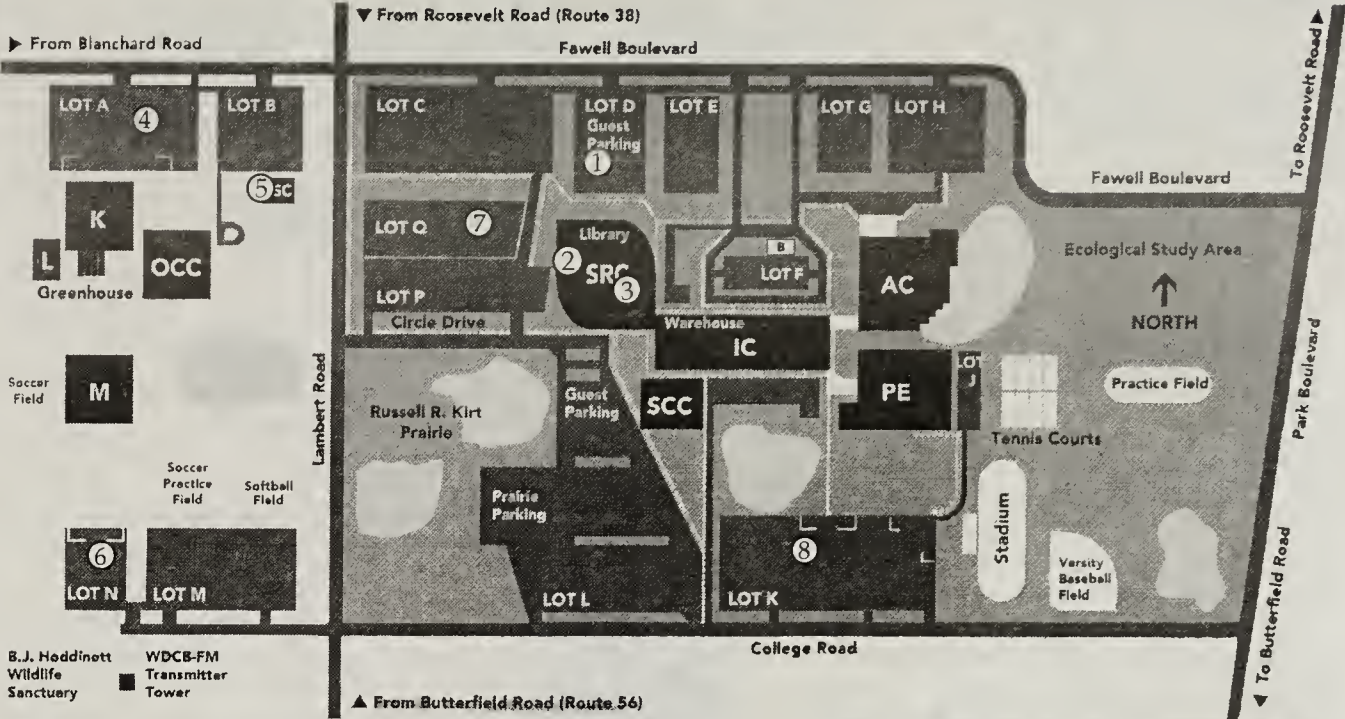 ▼ From Roosevelt Road (Route 38)
▶ From Blanchard Road
Fawell Boulevard
To Roosevelt Road ▲
LOT A
④
LOT B
LOT C
LOT D
Guest
Parking
①
LOT E
LOT G
LOT H
⑤
SC
Fawell Boulevard
K
LOT Q
⑦
L
OCC
Greenhouse
Library
②
SRC
③
B
LOT F
AC
Ecological Study Area
NORTH
LOT P
Circle Drive
Warehouse
IC
Soccer
Field
M
Lambert Road
Russell R. Kirt
Prairie
Guest
Parking
SCC
PE
LOT
J
Tennis Courts
Practice Field
Park Boulevard
Soccer
Practice
Field
Softball
Field
Prairie
Parking
⑥
LOT N
LOT M
LOT L
⑧
LOT K
Stadium
Varsity
Baseball
Field
College Road
B.J. Hoddinott
Wildlife
Sanctuary
WDCB-FM
Transmitter
Tower
▲ From Butterfield Road (Route 56)
▼ To Butterfield Road